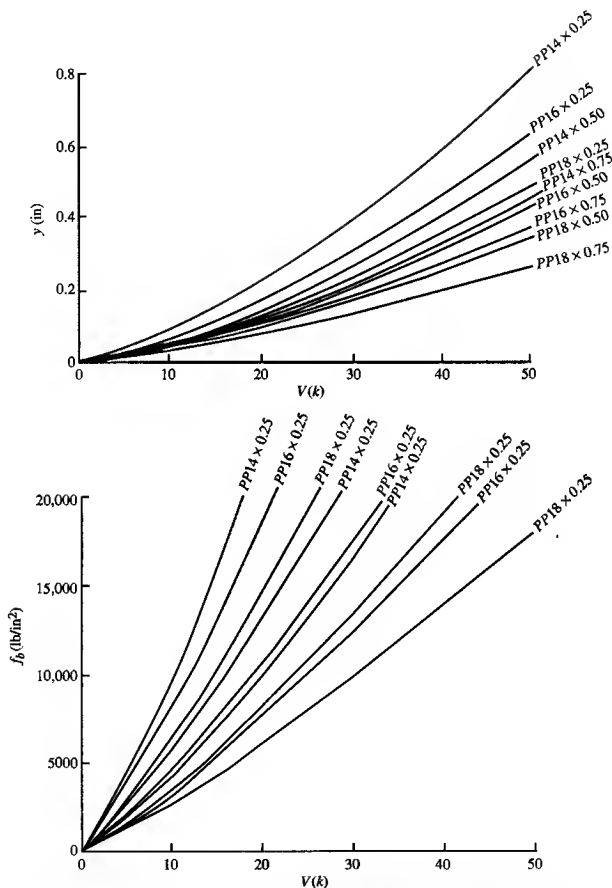 0.8
0.6
0.4
0.2
0
y (in)
0
10
20
30
40
50
V(k)
PP14 × 0.25
PP16 × 0.25
PP14 × 0.50
PP18 × 0.25
PP14 × 0.75
PP16 × 0.50
PP16 × 0.75
PP18 × 0.50
PP18 × 0.75
PP14 × 0.25
PP16 × 0.25
PP18 × 0.25
PP14 × 0.25
PP16 × 0.25
PP14 × 0.25
PP18 × 0.25
PP16 × 0.25
PP18 × 0.25
20,000
15,000
10,000
5000
0
f_b (lb/in²)
0
10
20
30
40
50
V(k)